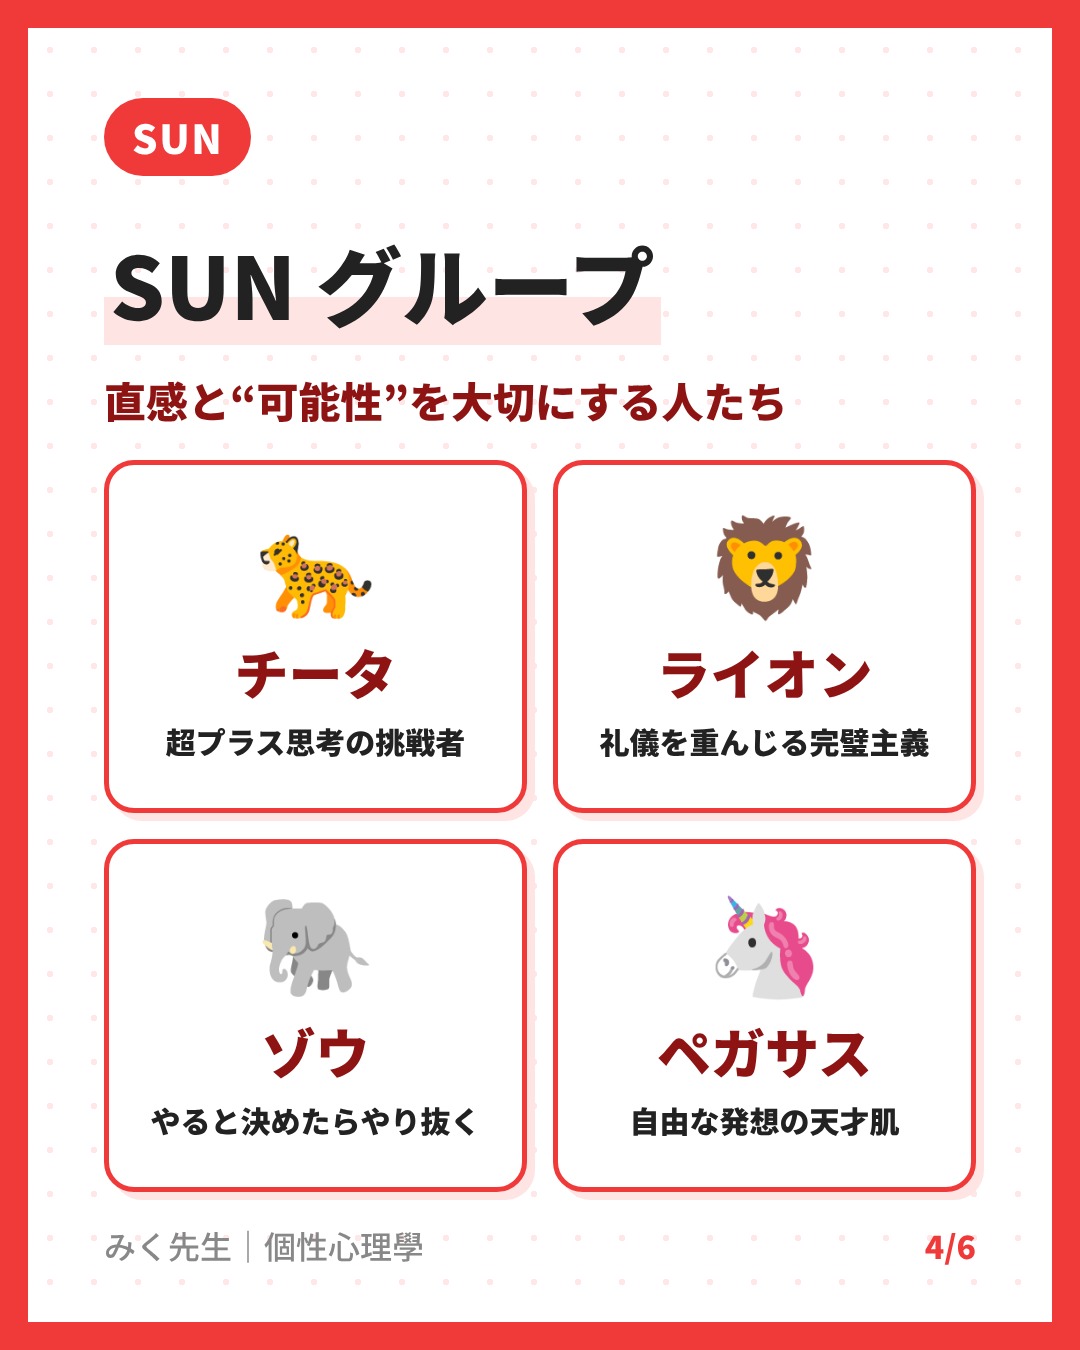 SUN
SUN グループ
直感と“可能性”を大切にする人たち
チータ
超プラス思考の挑戦者
ライオン
礼儀を重んじる完璧主義
ゾウ
やると決めたらやり抜く
ペガサス
自由な発想の天才肌
みく先生｜個性心理學
4/6